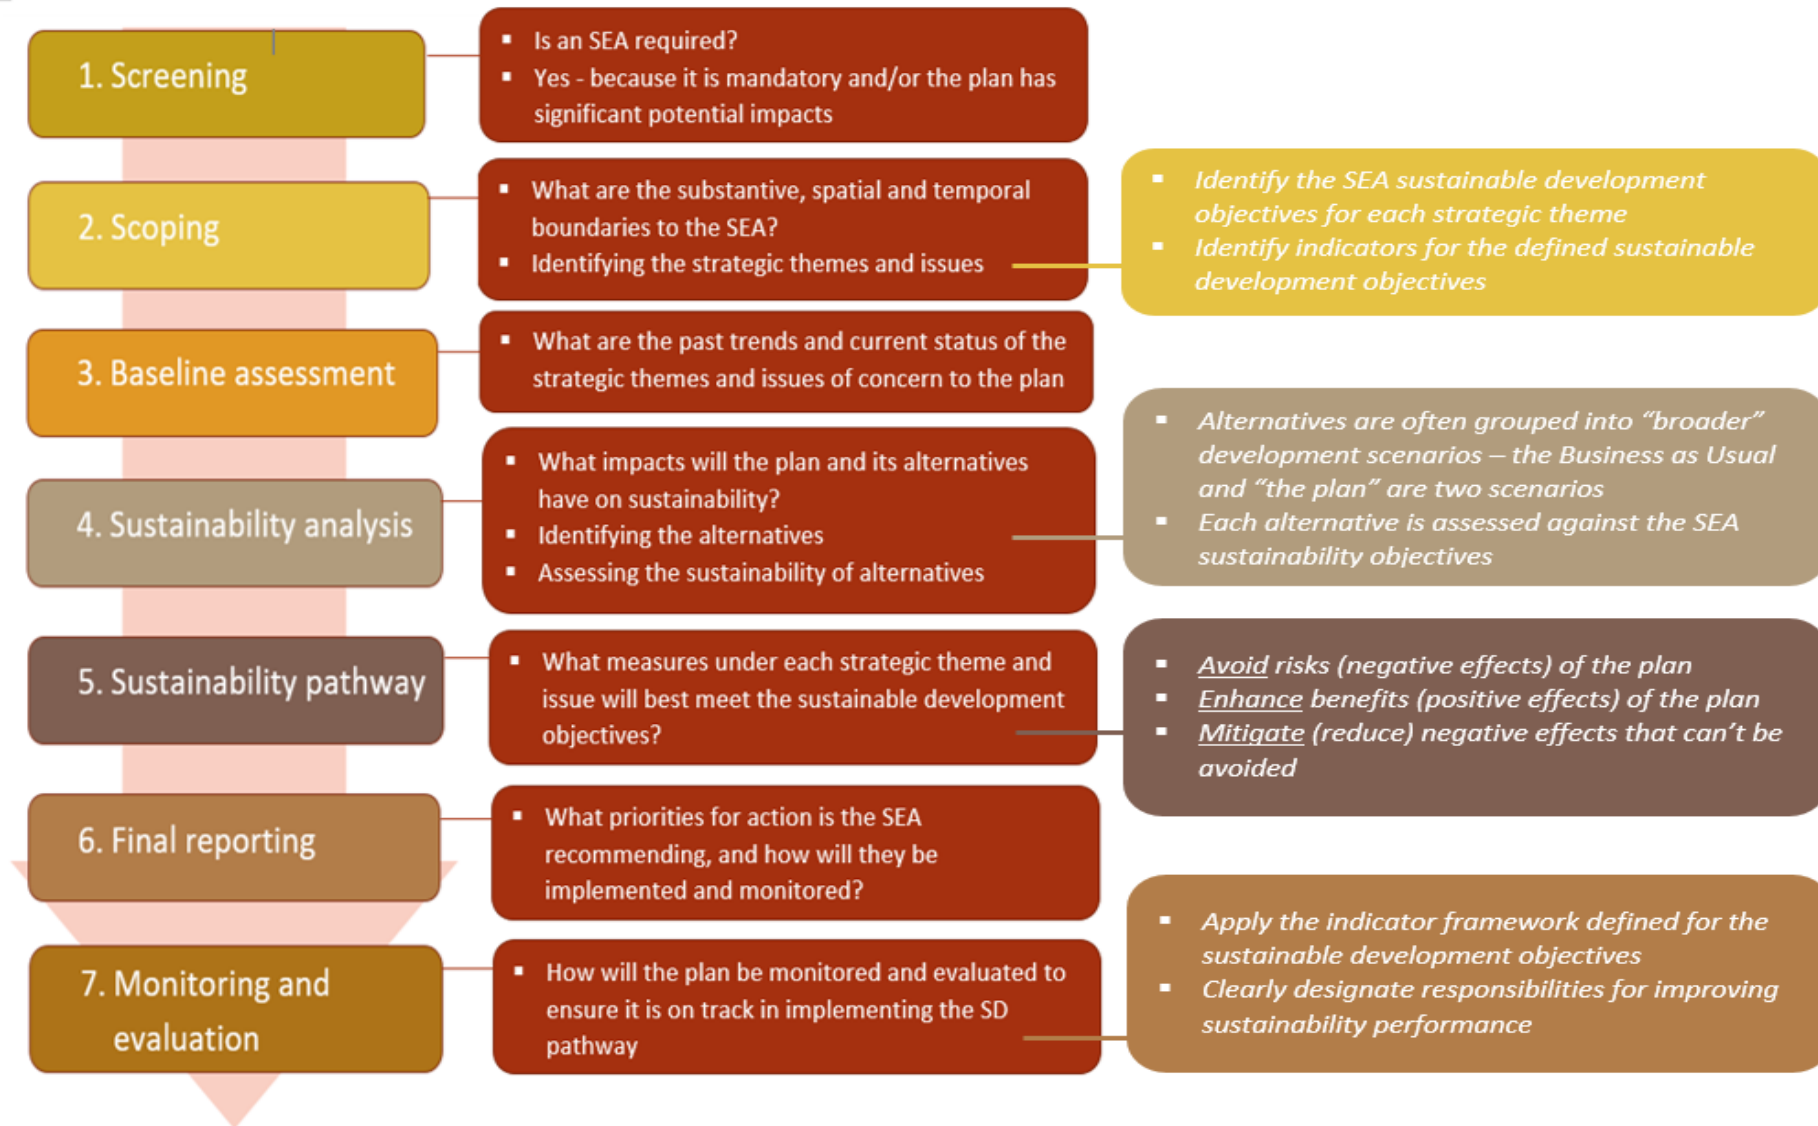 1. Screening
▪ Is an SEA required?
▪ Yes - because it is mandatory and/or the plan has
significant potential impacts
2. Scoping
▪ What are the substantive, spatial and temporal
boundaries to the SEA?
▪ Identifying the strategic themes and issues
▪ Identify the SEA sustainable development
objectives for each strategic theme
▪ Identify indicators for the defined sustainable
development objectives
3. Baseline assessment
▪ What are the past trends and current status of the
strategic themes and issues of concern to the plan
4. Sustainability analysis
▪ What impacts will the plan and its alternatives
have on sustainability?
▪ Identifying the alternatives
▪ Assessing the sustainability of alternatives
▪ Alternatives are often grouped into “broader”
development scenarios – the Business as Usual
and “the plan” are two scenarios
▪ Each alternative is assessed against the SEA
sustainability objectives
5. Sustainability pathway
▪ What measures under each strategic theme and
issue will best meet the sustainable development
objectives?
▪ Avoid risks (negative effects) of the plan
▪ Enhance benefits (positive effects) of the plan
▪ Mitigate (reduce) negative effects that can’t be
avoided
6. Final reporting
▪ What priorities for action is the SEA
recommending, and how will they be
implemented and monitored?
7. Monitoring and
evaluation
▪ How will the plan be monitored and evaluated to
ensure it is on track in implementing the SD
pathway
▪ Apply the indicator framework defined for the
sustainable development objectives
▪ Clearly designate responsibilities for improving
sustainability performance